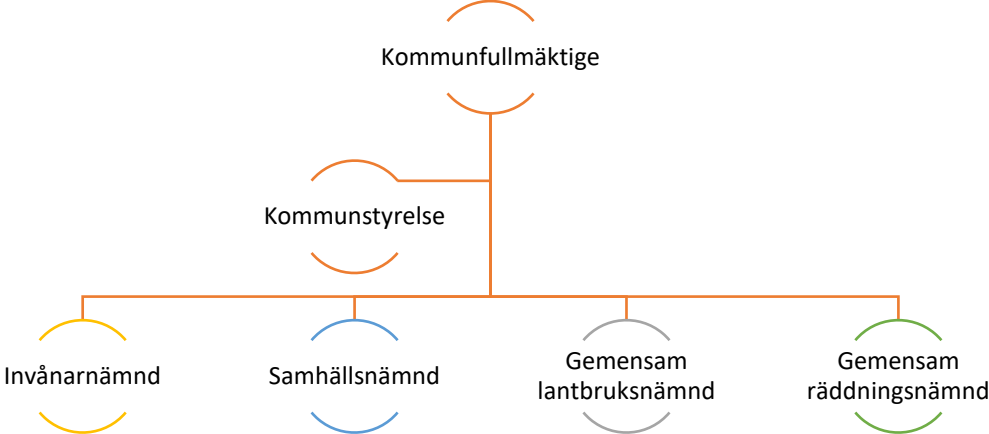 Kommunfullmäktige
Kommunstyrelse
Invånarnämnd
Samhällsnämnd
Gemensam
lantbruksnämnd
Gemensam
räddningsnämnd